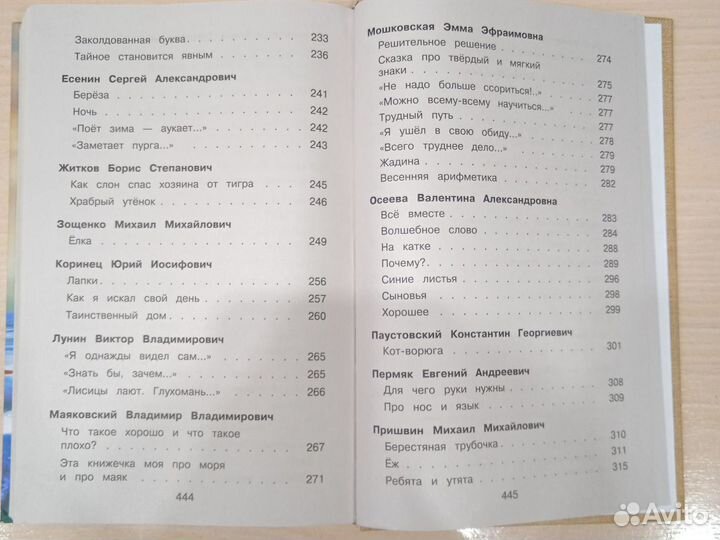 Заколдованная буква . . . . . . . . . . . . 233
Тайное становится явным . . . . . . . . . 236
Есенин Сергей Александрович
Берёза . . . . . . . . . . . . . . . . . . . 241
Ночь . . . . . . . . . . . . . . . . . . . . 242
«Поёт зима — аукает...» . . . . . . . . . . 242
«Заметает пурга...» . . . . . . . . . . . . 243
Житков Борис Степанович
Как слон спас хозяина от тигра . . . . . . 245
Храбрый утёнок . . . . . . . . . . . . . . 246
Зощенко Михаил Михайлович
Ёлка . . . . . . . . . . . . . . . . . . . . 249
Коринец Юрий Иосифович
Лапки . . . . . . . . . . . . . . . . . . . 256
Как я искал свой день . . . . . . . . . . . 257
Таинственный дом . . . . . . . . . . . . . 260
Лунин Виктор Владимирович
«Я однажды видел сам...» . . . . . . . . . 265
«Знать бы, зачем...» . . . . . . . . . . . . 265
«Лисицы лают. Глухомань...» . . . . . . . 266
Маяковский Владимир Владимирович
Что такое хорошо и что такое
плохо? . . . . . . . . . . . . . . . . . . . 267
Эта книжечка моя про моря
и про маяк . . . . . . . . . . . . . . . . 271
444
Мошковская Эмма Эфраимовна
Решительное решение . . . . . . . . . . . 274
Сказка про твёрдый и мягкий
знаки . . . . . . . . . . . . . . . . . . . 275
«Не надо больше ссориться!..» . . . . . . 277
«Можно всему-всему научиться...» . . . . 277
Трудный путь . . . . . . . . . . . . . . . 277
«Я ушёл в свою обиду...» . . . . . . . . . 278
«Всего труднее дело...» . . . . . . . . . . 279
Жадина . . . . . . . . . . . . . . . . . . 279
Весенняя арифметика . . . . . . . . . . . 282
Осеева Валентина Александровна
Всё вместе . . . . . . . . . . . . . . . . 283
Волшебное слово . . . . . . . . . . . . . 284
На катке . . . . . . . . . . . . . . . . . 288
Почему? . . . . . . . . . . . . . . . . . . 289
Синие листья . . . . . . . . . . . . . . . 296
Сыновья . . . . . . . . . . . . . . . . . . 298
Хорошее . . . . . . . . . . . . . . . . . . 299
Паустовский Константин Георгиевич
Кот-ворюга . . . . . . . . . . . . . . . . 301
Пермяк Евгений Андреевич
Для чего руки нужны . . . . . . . . . . . 308
Про нос и язык . . . . . . . . . . . . . . 309
Пришвин Михаил Михайлович
Берестяная трубочка . . . . . . . . . . . 310
Ёж . . . . . . . . . . . . . . . . . . . . 311
Ребята и утята . . . . . . . . . . . . . . 315
445
Avito